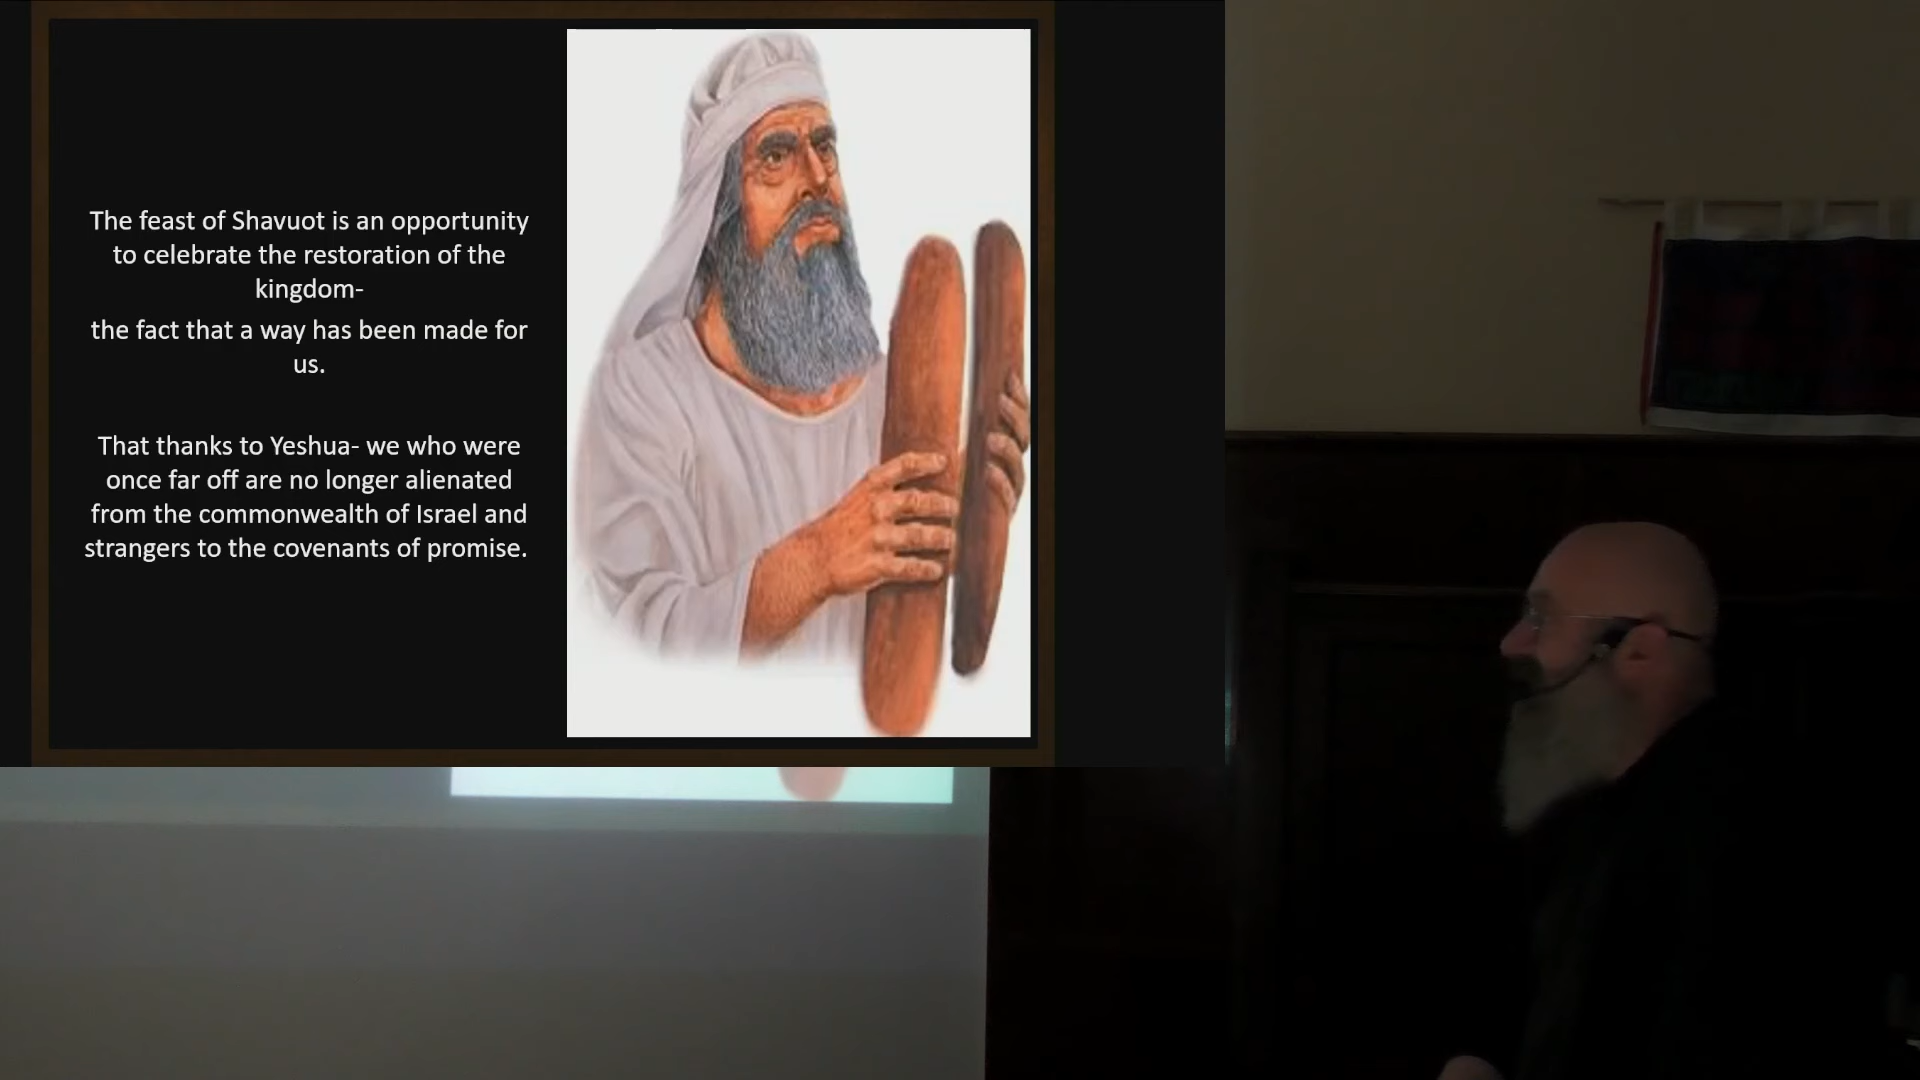 The feast of Shavuot is an opportunity
to celebrate the restoration of the
kingdom-
the fact that a way has been made for
us.
That thanks to Yeshua- we who were
once far off are no longer alienated
from the commonwealth of Israel and
strangers to the covenants of promise.